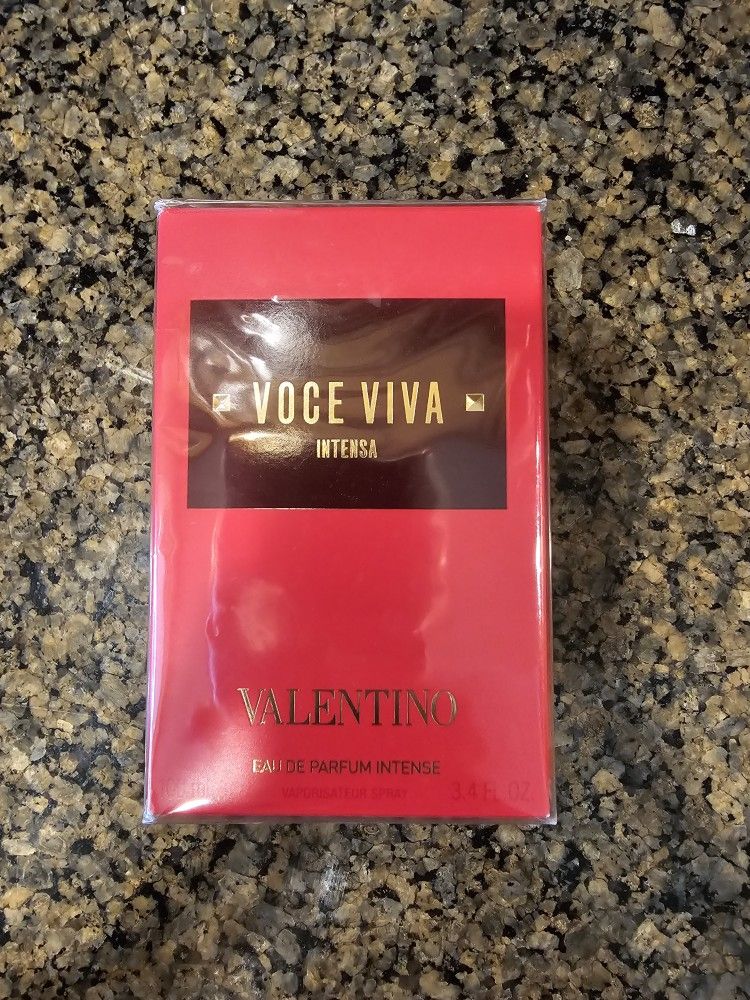 VOCE VIVA
INTENSA
VALENTINO
EAU DE PARFUM INTENSE
VAPORISATEUR SPRAY 3.4 FL. OZ.